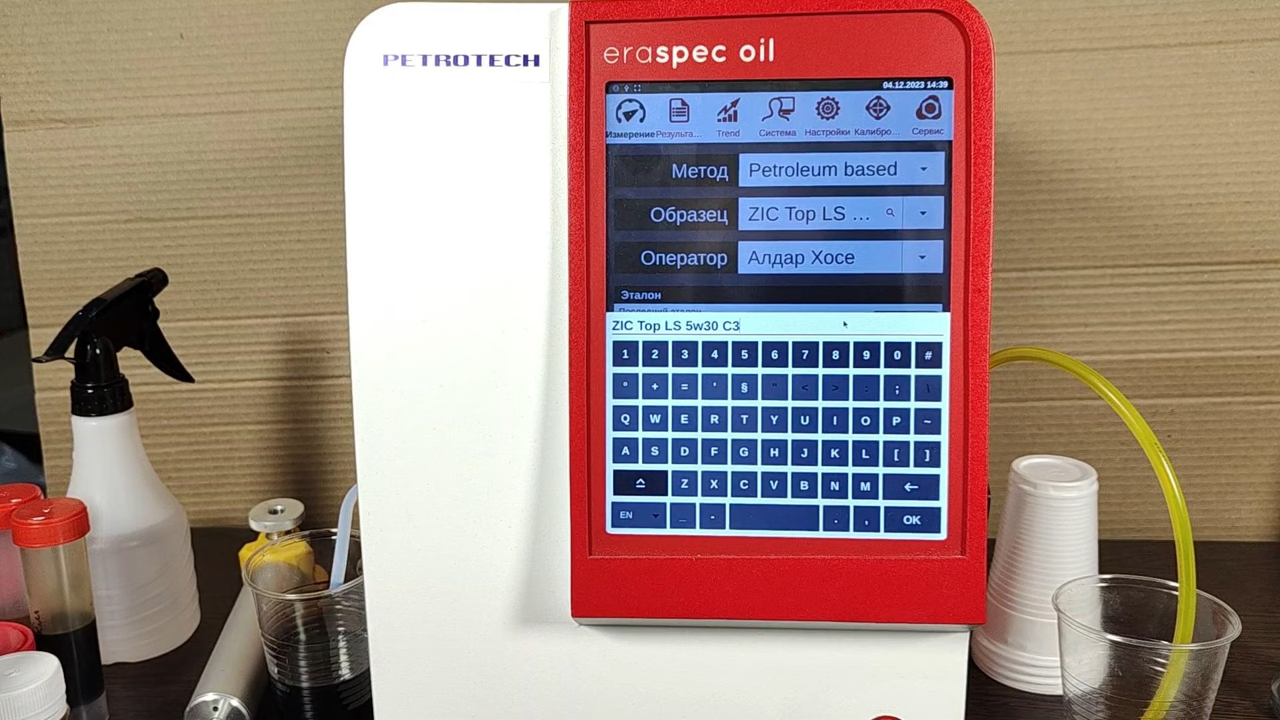 PETROTECH
eraspec oil
04.12.2023 14:39
Измерение Результа... Trend Система Настройки Калибро... Сервис
Метод Petroleum based
Образец ZIC Top LS ...
Оператор Алдар Хосе
Эталон
ZIC Top LS 5w30 C3
1 2 3 4 5 6 7 8 9 0 #
° + = ' § " < > : ; \
Q W E R T Y U I O P ~
A S D F G H J K L [ ]
Z X C V B N M ←
EN _ - . , OK